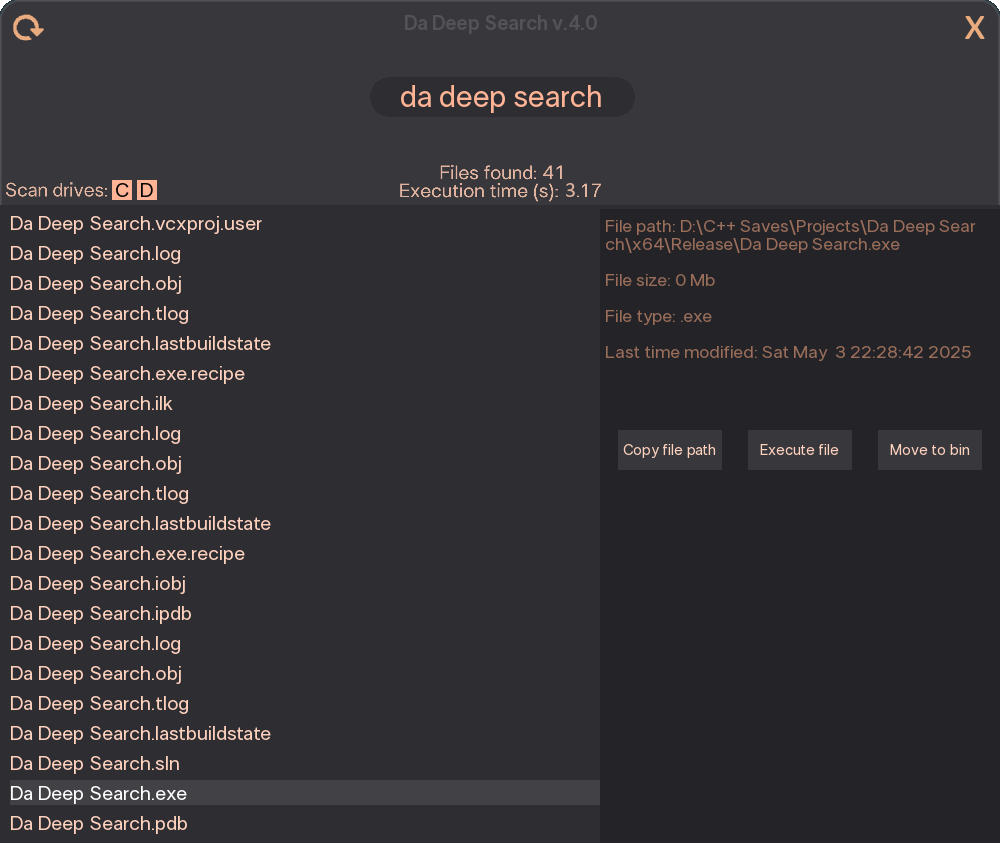 Da Deep Search v.4.0
X
da deep search
Files found: 41
Scan drives: C D
Execution time (s): 3.17
Da Deep Search.vcxproj.user
Da Deep Search.log
Da Deep Search.obj
Da Deep Search.tlog
Da Deep Search.lastbuildstate
Da Deep Search.exe.recipe
Da Deep Search.ilk
Da Deep Search.log
Da Deep Search.obj
Da Deep Search.tlog
Da Deep Search.lastbuildstate
Da Deep Search.exe.recipe
Da Deep Search.iobj
Da Deep Search.ipdb
Da Deep Search.log
Da Deep Search.obj
Da Deep Search.tlog
Da Deep Search.lastbuildstate
Da Deep Search.sln
Da Deep Search.exe
Da Deep Search.pdb
File path: D:\C++ Saves\Projects\Da Deep Sear
ch\x64\Release\Da Deep Search.exe
File size: 0 Mb
File type: .exe
Last time modified: Sat May  3 22:28:42 2025
Copy file path
Execute file
Move to bin